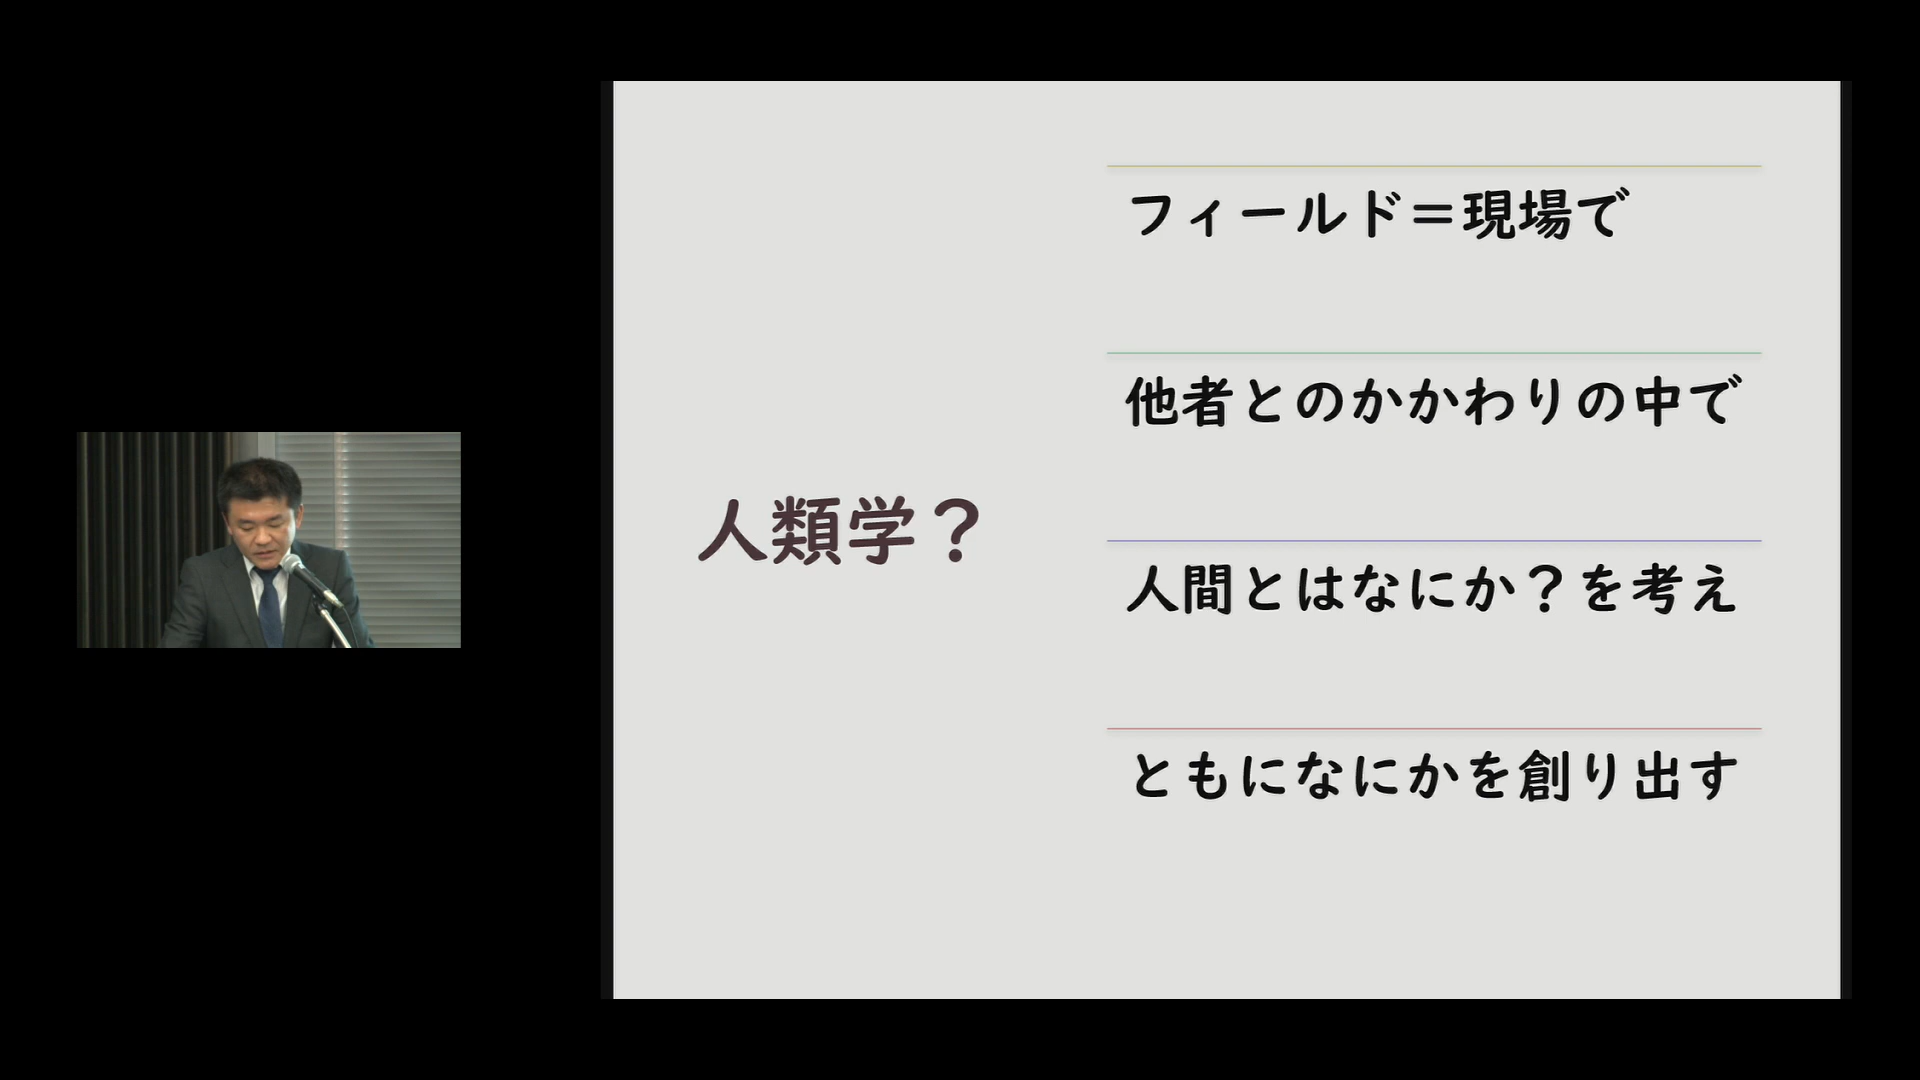 人類学？
フィールド＝現場で
他者とのかかわりの中で
人間とはなにか？を考え
ともになにかを創り出す